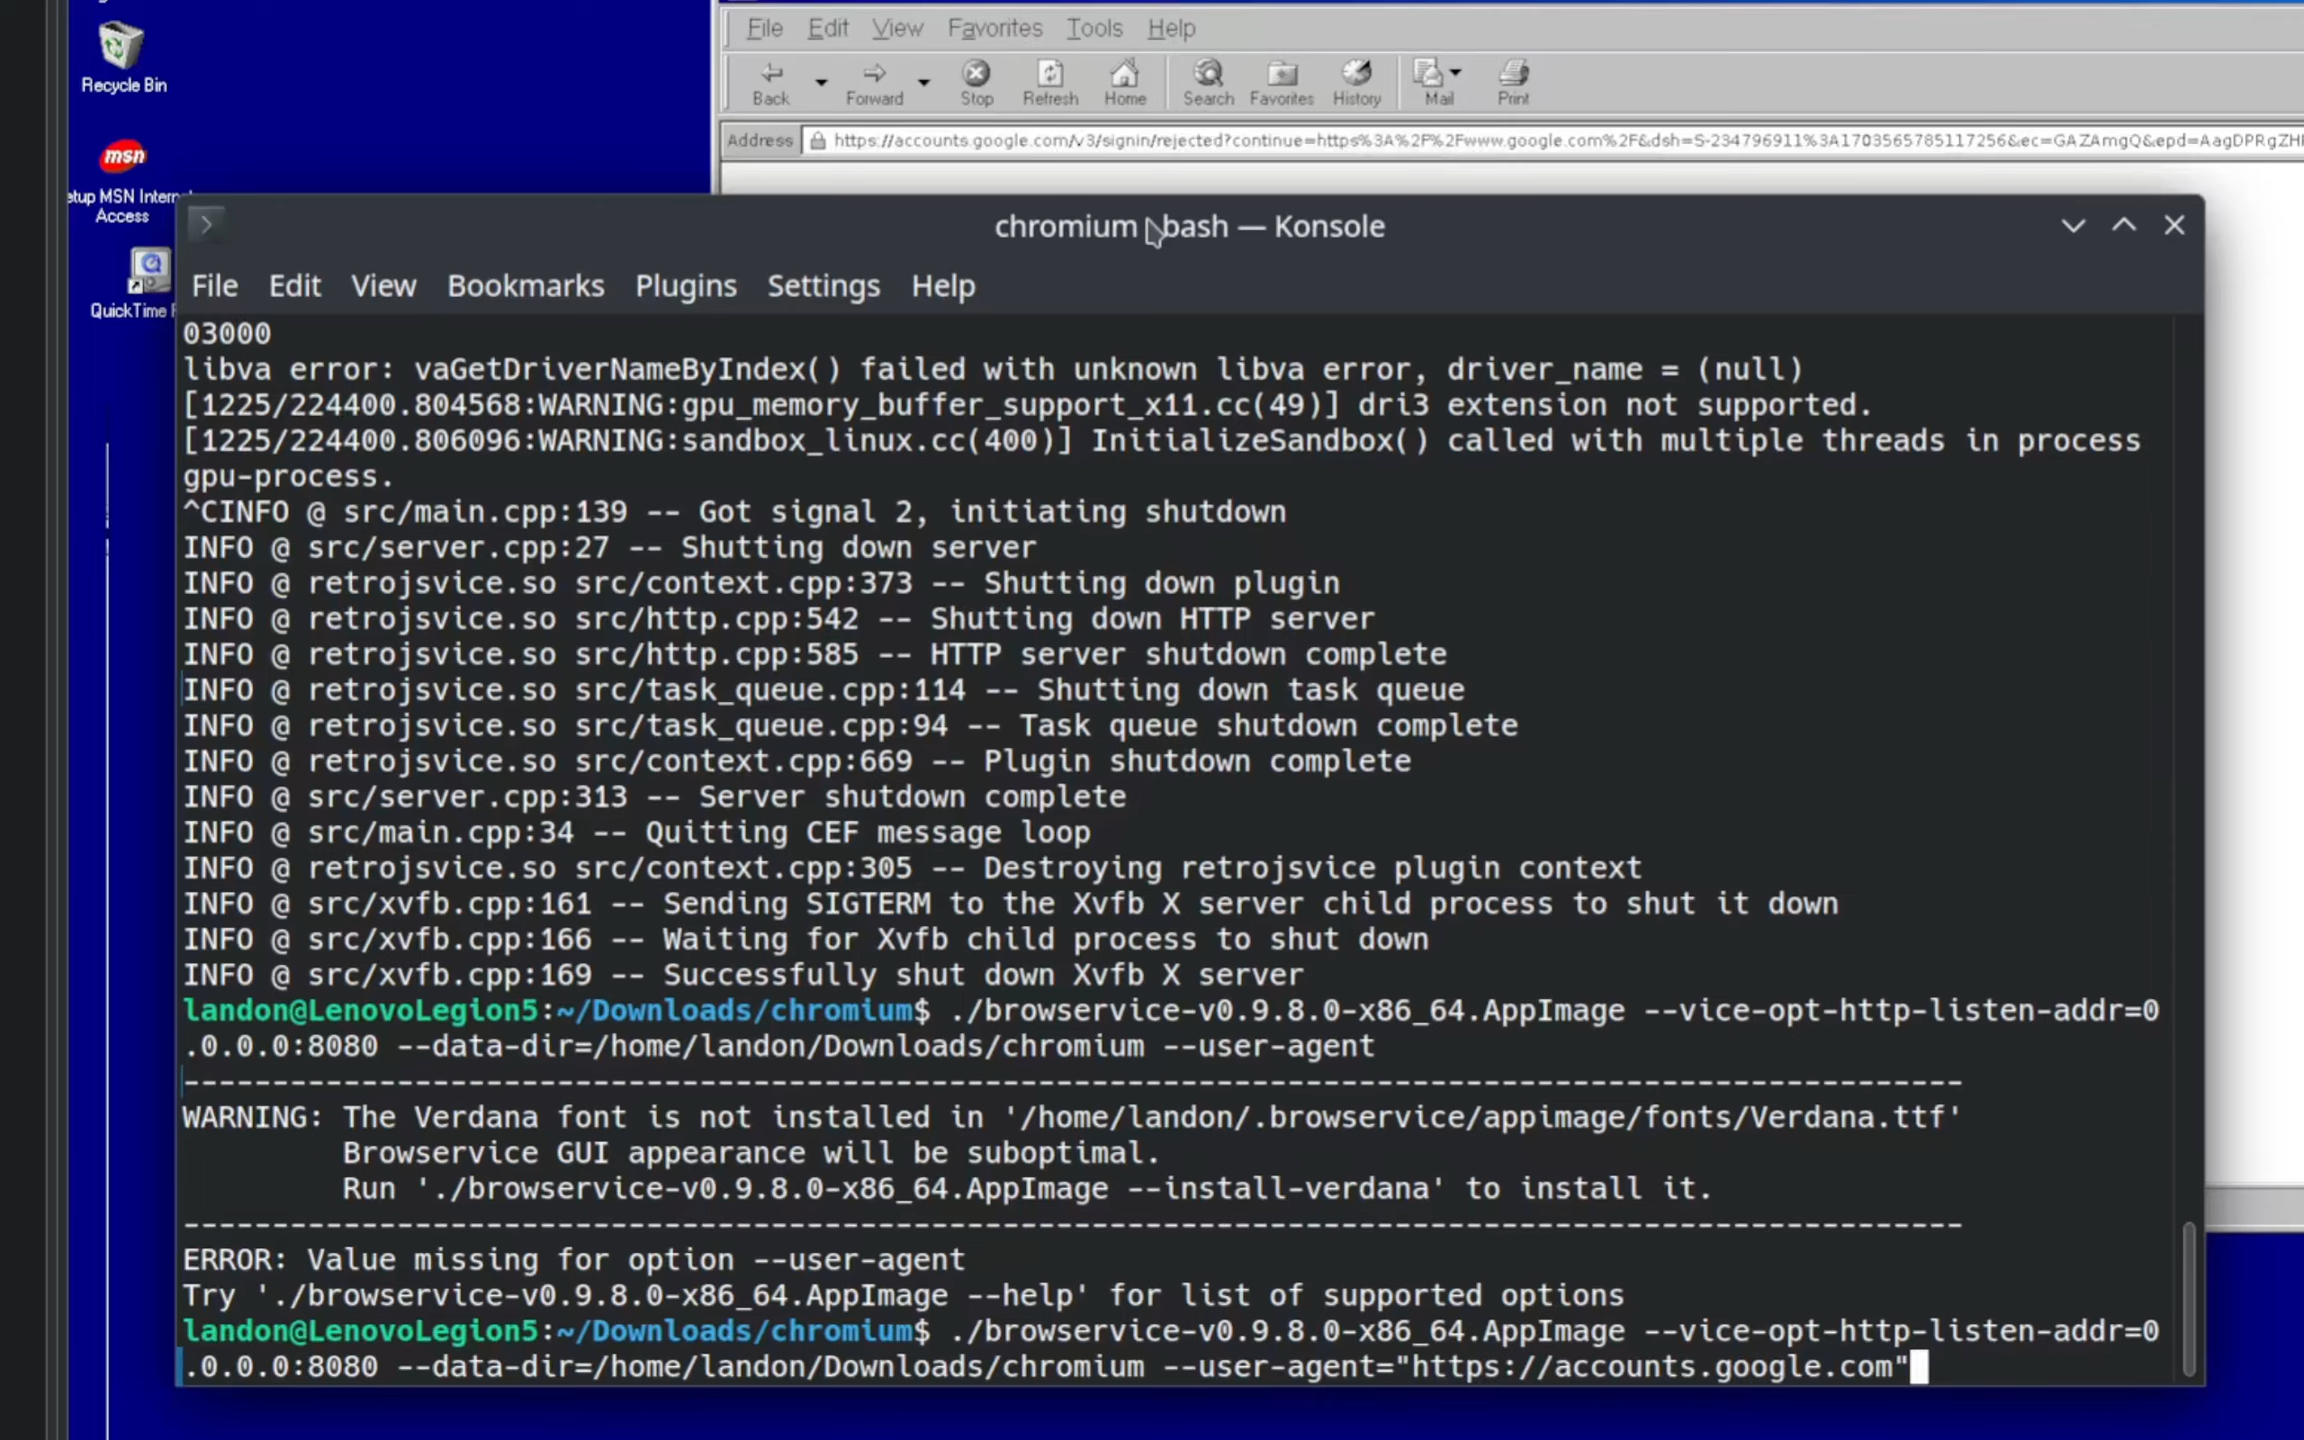 File Edit View Favorites Tools Help
Recycle Bin
Back Forward Stop Refresh Home Search Favorites History Mail Print
Address https://accounts.google.com/v3/signin/rejected?continue=https%3A%2F%2Fwww.google.com%2F&dsh=S-234796911%3A1703565785117256&ec=GAZAmgQ&epd=AagDPRgZH
msn
etup MSN Intern
Access
QuickTime
chromium bash — Konsole
File Edit View Bookmarks Plugins Settings Help
03000
libva error: vaGetDriverNameByIndex() failed with unknown libva error, driver_name = (null)
[1225/224400.804568:WARNING:gpu_memory_buffer_support_x11.cc(49)] dri3 extension not supported.
[1225/224400.806096:WARNING:sandbox_linux.cc(400)] InitializeSandbox() called with multiple threads in process
gpu-process.
^CINFO @ src/main.cpp:139 -- Got signal 2, initiating shutdown
INFO @ src/server.cpp:27 -- Shutting down server
INFO @ retrojsvice.so src/context.cpp:373 -- Shutting down plugin
INFO @ retrojsvice.so src/http.cpp:542 -- Shutting down HTTP server
INFO @ retrojsvice.so src/http.cpp:585 -- HTTP server shutdown complete
INFO @ retrojsvice.so src/task_queue.cpp:114 -- Shutting down task queue
INFO @ retrojsvice.so src/task_queue.cpp:94 -- Task queue shutdown complete
INFO @ retrojsvice.so src/context.cpp:669 -- Plugin shutdown complete
INFO @ src/server.cpp:313 -- Server shutdown complete
INFO @ src/main.cpp:34 -- Quitting CEF message loop
INFO @ retrojsvice.so src/context.cpp:305 -- Destroying retrojsvice plugin context
INFO @ src/xvfb.cpp:161 -- Sending SIGTERM to the Xvfb X server child process to shut it down
INFO @ src/xvfb.cpp:166 -- Waiting for Xvfb child process to shut down
INFO @ src/xvfb.cpp:169 -- Successfully shut down Xvfb X server
landon@LenovoLegion5:~/Downloads/chromium$ ./browservice-v0.9.8.0-x86_64.AppImage --vice-opt-http-listen-addr=0
.0.0.0:8080 --data-dir=/home/landon/Downloads/chromium --user-agent
----------------------------------------------------------------------------------------------------
WARNING: The Verdana font is not installed in '/home/landon/.browservice/appimage/fonts/Verdana.ttf'
Browservice GUI appearance will be suboptimal.
Run './browservice-v0.9.8.0-x86_64.AppImage --install-verdana' to install it.
----------------------------------------------------------------------------------------------------
ERROR: Value missing for option --user-agent
Try './browservice-v0.9.8.0-x86_64.AppImage --help' for list of supported options
landon@LenovoLegion5:~/Downloads/chromium$ ./browservice-v0.9.8.0-x86_64.AppImage --vice-opt-http-listen-addr=0
.0.0.0:8080 --data-dir=/home/landon/Downloads/chromium --user-agent="https://accounts.google.com"